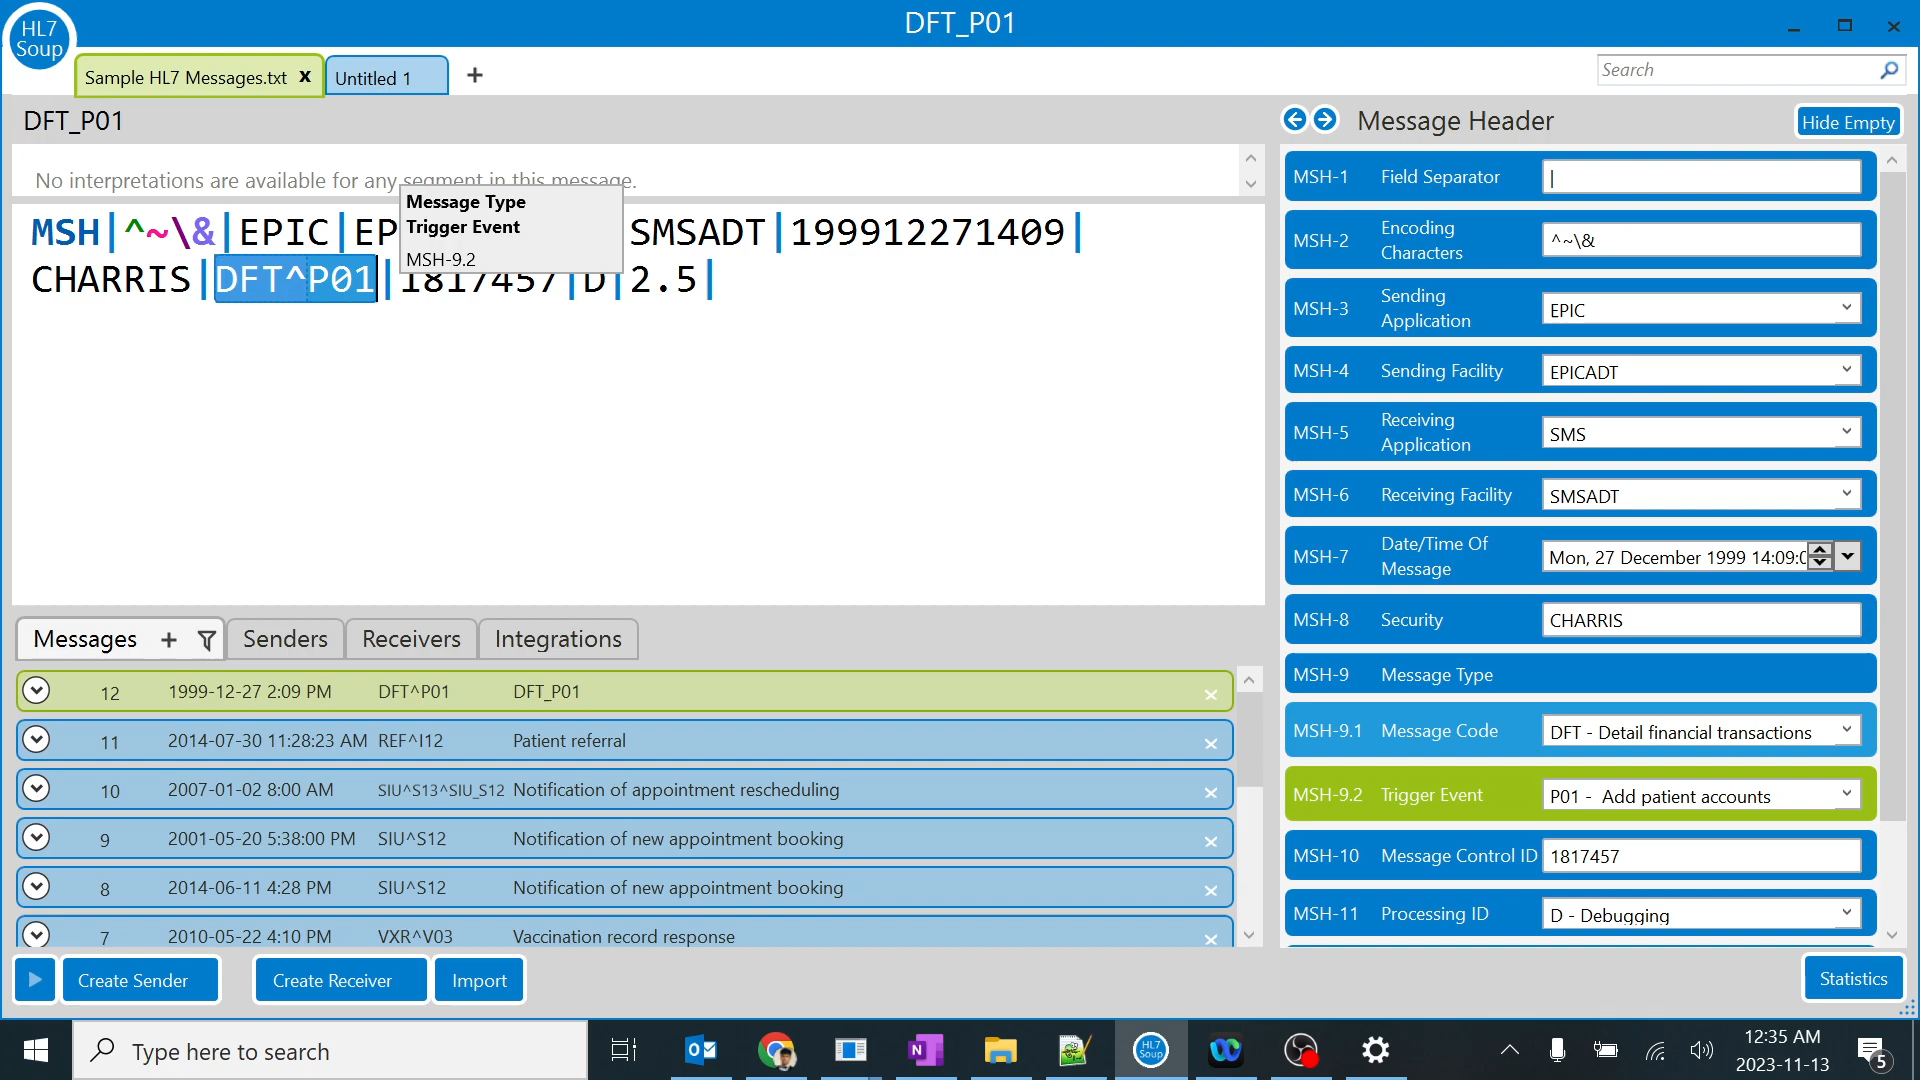 HL7
Soup
DFT_P01
Sample HL7 Messages.txt x
Untitled 1
+
Search
DFT_P01
No interpretations are available for any segment in this message.
Message Type
Trigger Event
MSH-9.2
MSH|^~\&|EPIC|EP SMSADT|199912271409|
CHARRIS|DFT^P01|1817457|D|2.5|
Message Header
Hide Empty
MSH-1 Field Separator |
MSH-2 Encoding Characters ^~\&
MSH-3 Sending Application EPIC
MSH-4 Sending Facility EPICADT
MSH-5 Receiving Application SMS
MSH-6 Receiving Facility SMSADT
MSH-7 Date/Time Of Message Mon, 27 December 1999 14:09:0
MSH-8 Security CHARRIS
MSH-9 Message Type
MSH-9.1 Message Code DFT - Detail financial transactions
MSH-9.2 Trigger Event P01 - Add patient accounts
MSH-10 Message Control ID 1817457
MSH-11 Processing ID D - Debugging
Messages + Senders Receivers Integrations
12 1999-12-27 2:09 PM DFT^P01 DFT_P01
11 2014-07-30 11:28:23 AM REF^I12 Patient referral
10 2007-01-02 8:00 AM SIU^S13^SIU_S12 Notification of appointment rescheduling
9 2001-05-20 5:38:00 PM SIU^S12 Notification of new appointment booking
8 2014-06-11 4:28 PM SIU^S12 Notification of new appointment booking
7 2010-05-22 4:10 PM VXR^V03 Vaccination record response
Create Sender
Create Receiver
Import
Statistics
Type here to search
HL7
Soup
12:35 AM
2023-11-13
5